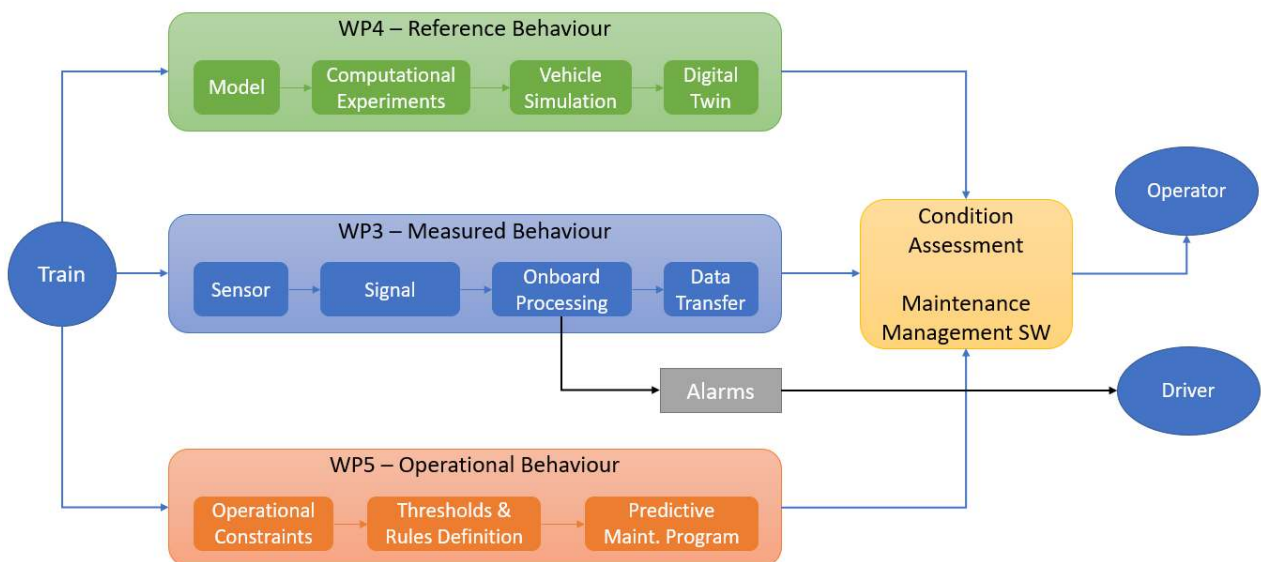 WP4 – Reference Behaviour
Model
Computational
Experiments
Vehicle
Simulation
Digital
Twin
Train
WP3 – Measured Behaviour
Sensor
Signal
Onboard
Processing
Data
Transfer
Condition
Assessment
Maintenance
Management SW
Operator
Alarms
Driver
WP5 – Operational Behaviour
Operational
Constraints
Thresholds &
Rules Definition
Predictive
Maint. Program